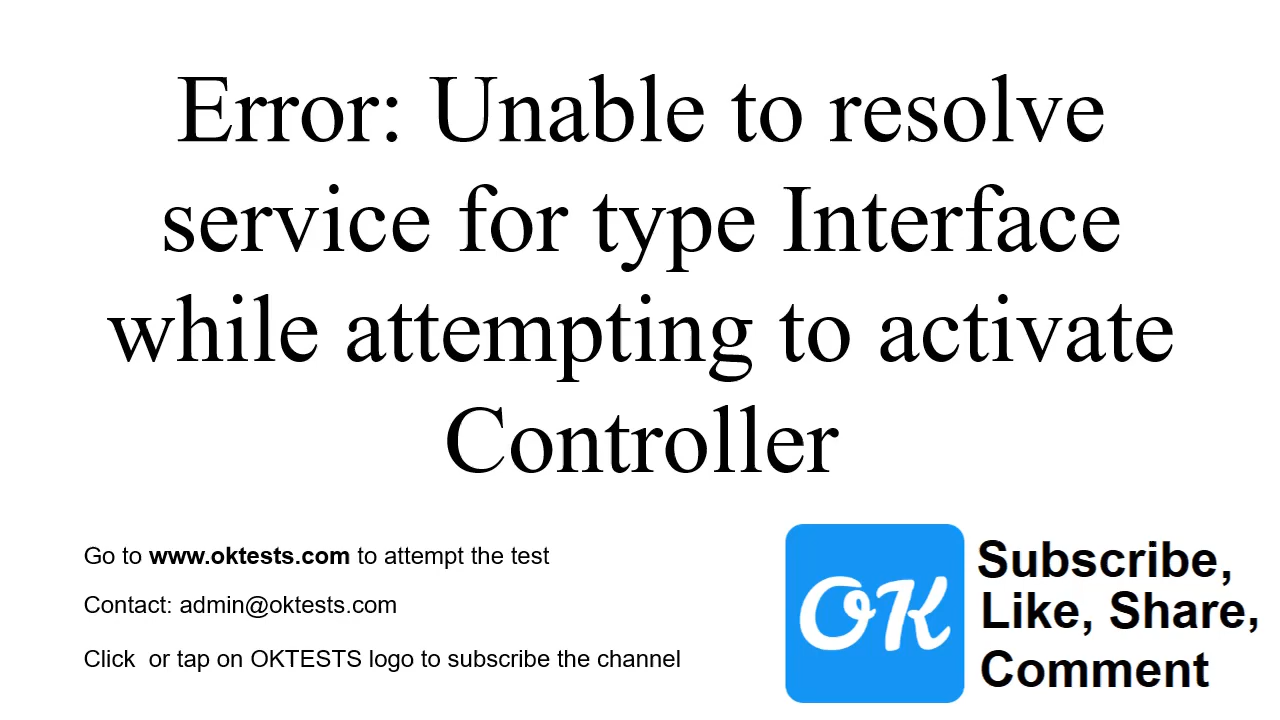 Error: Unable to resolve
service for type Interface
while attempting to activate
Controller
Go to www.oktests.com to attempt the test
Contact: admin@oktests.com
Click  or tap on OKTESTS logo to subscribe the channel
OK
Subscribe,
Like, Share,
Comment